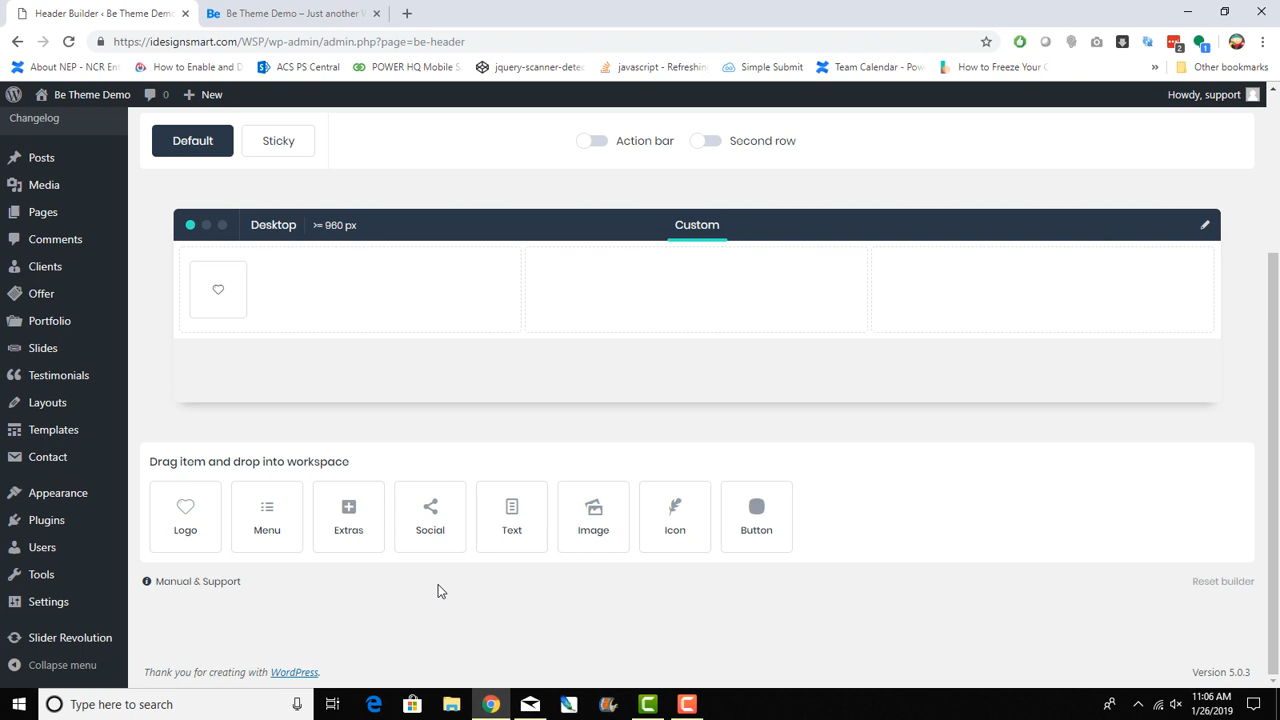 Header Builder ‹ Be Theme Demo
Be Theme Demo – Just another W
https://idesignsmart.com/WSP/wp-admin/admin.php?page=be-header
2
1
About NEP - NCR Ent
How to Enable and D
ACS PS Central
POWER HQ Mobile S
jquery-scanner-detec
javascript - Refreshing
Simple Submit
Team Calendar - Pow
How to Freeze Your C
»
Other bookmarks
Be Theme Demo
0
New
Howdy, support
Changelog
Posts
Media
Pages
Comments
Clients
Offer
Portfolio
Slides
Testimonials
Layouts
Templates
Contact
Appearance
Plugins
Users
Tools
Settings
Slider Revolution
Collapse menu
Default
Sticky
Action bar
Second row
Desktop
>= 960 px
Custom
Drag item and drop into workspace
Logo
Menu
Extras
Social
Text
Image
Icon
Button
Manual & Support
Reset builder
Thank you for creating with WordPress.
Version 5.0.3
Type here to search
11:06 AM
1/26/2019